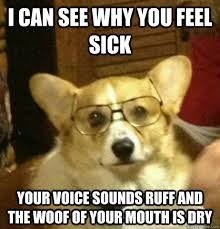 I CAN SEE WHY YOU FEEL
SICK
YOUR VOICE SOUNDS RUFF AND
THE WOOF OF YOUR MOUTH IS DRY